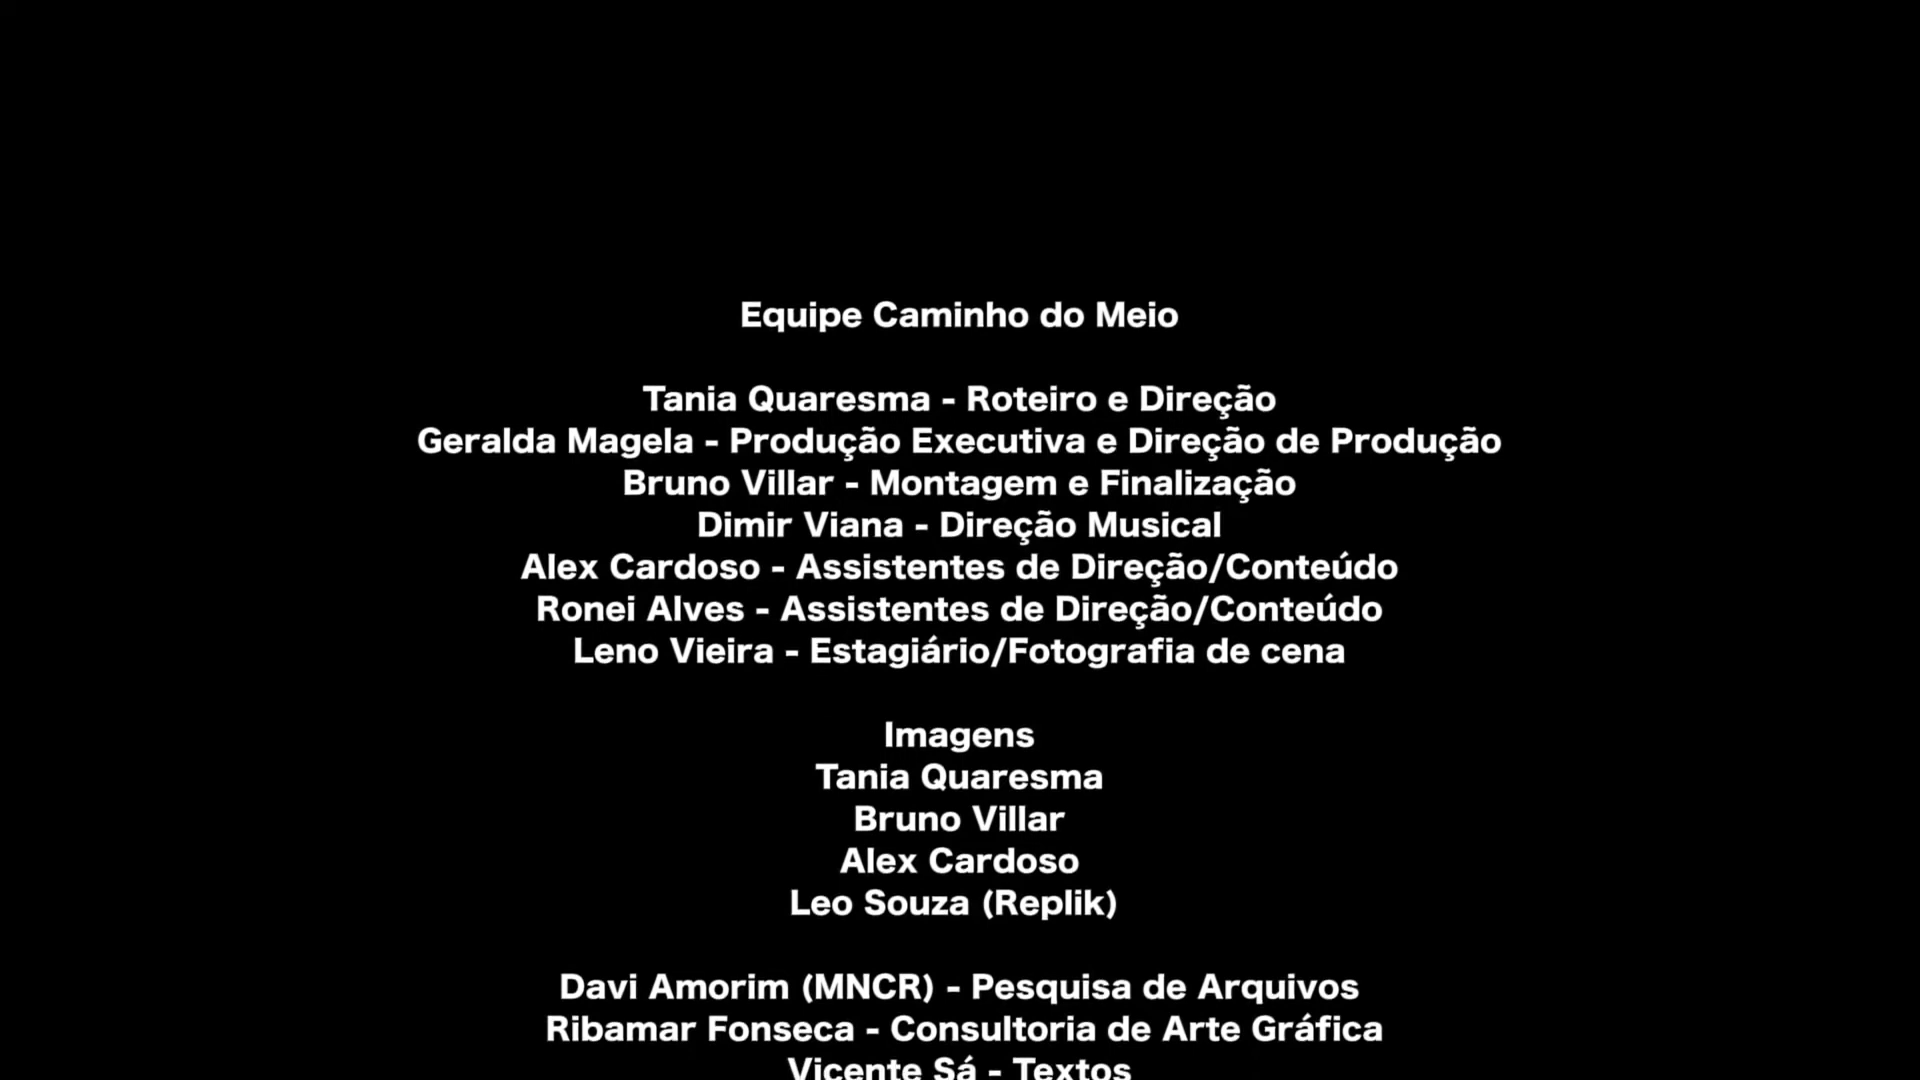 Equipe Caminho do Meio
Tania Quaresma - Roteiro e Direção
Geralda Magela - Produção Executiva e Direção de Produção
Bruno Villar - Montagem e Finalização
Dimir Viana - Direção Musical
Alex Cardoso - Assistentes de Direção/Conteúdo
Ronei Alves - Assistentes de Direção/Conteúdo
Leno Vieira - Estagiário/Fotografia de cena
Imagens
Tania Quaresma
Bruno Villar
Alex Cardoso
Leo Souza (Replik)
Davi Amorim (MNCR) - Pesquisa de Arquivos
Ribamar Fonseca - Consultoria de Arte Gráfica
Vicente Sá - Textos